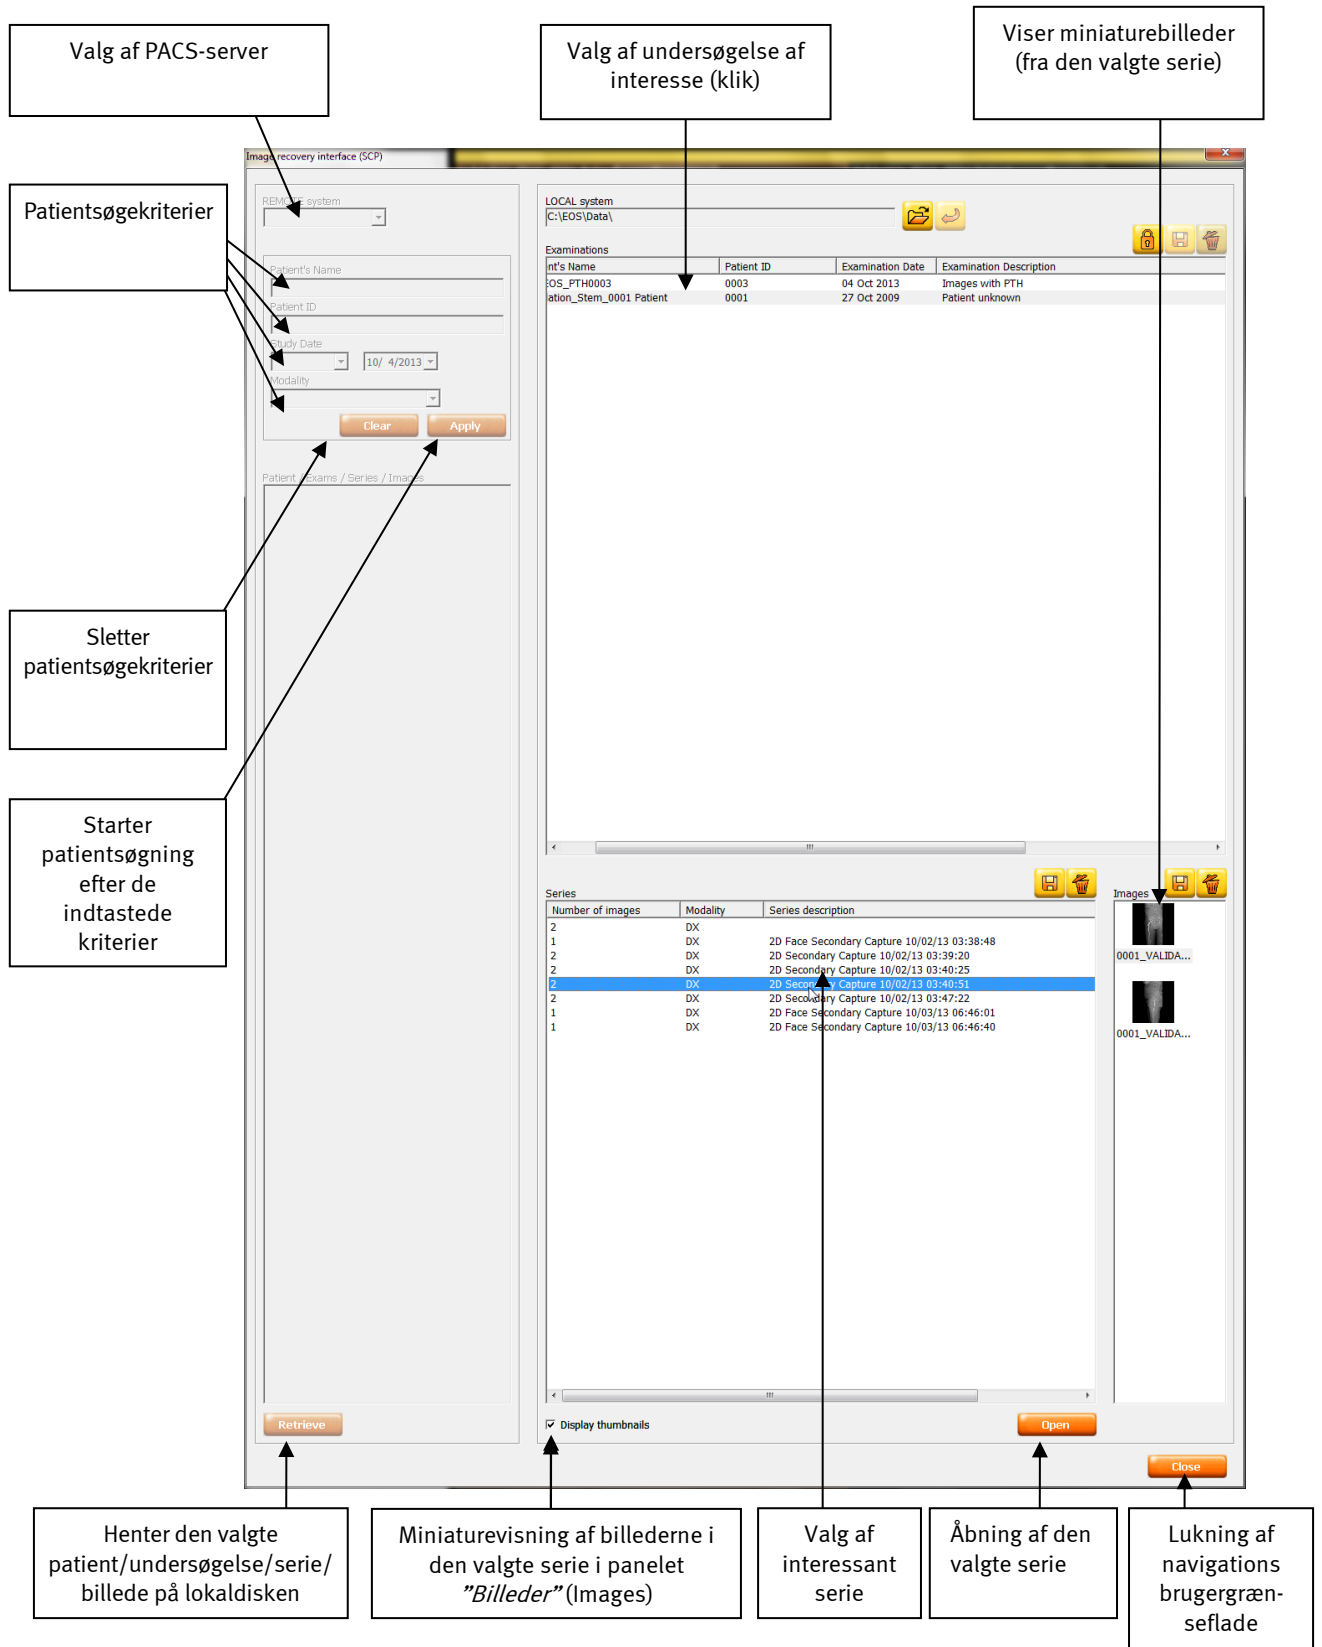 Valg af PACS-server
Valg af undersøgelse af
interesse (klik)
Viser miniaturebilleder
(fra den valgte serie)
Image recovery interface (SCP)
Patientsøgekriterier
REMOTE system
Patient's Name
Patient ID
Study Date
10/ 4/2013
Modality
Clear
Apply
Patient / Exams / Series / Images
LOCAL system
C:\EOS\Data\
Examinations
nt's Name Patient ID Examination Date Examination Description
EOS_PTH0003 0003 04 Oct 2013 Images with PTH
ation_Stem_0001 Patient 0001 27 Oct 2009 Patient unknown
Sletter
patientsøgekriterier
Starter
patientsøgning
efter de
indtastede
kriterier
Series
Number of images Modality Series description
2 DX
1 DX 2D Face Secondary Capture 10/02/13 03:38:48
2 DX 2D Secondary Capture 10/02/13 03:39:20
2 DX 2D Secondary Capture 10/02/13 03:40:25
2 DX 2D Secondary Capture 10/02/13 03:40:51
2 DX 2D Secondary Capture 10/02/13 03:47:22
1 DX 2D Face Secondary Capture 10/03/13 06:46:01
1 DX 2D Face Secondary Capture 10/03/13 06:46:40
Images
0001_VALIDA...
0001_VALIDA...
Retrieve
Display thumbnails
Open
Close
Henter den valgte
patient/undersøgelse/serie/
billede på lokaldisken
Miniaturevisning af billederne i
den valgte serie i panelet
”Billeder” (Images)
Valg af
interessant
serie
Åbning af den
valgte serie
Lukning af
navigations
brugergræn-
seflade